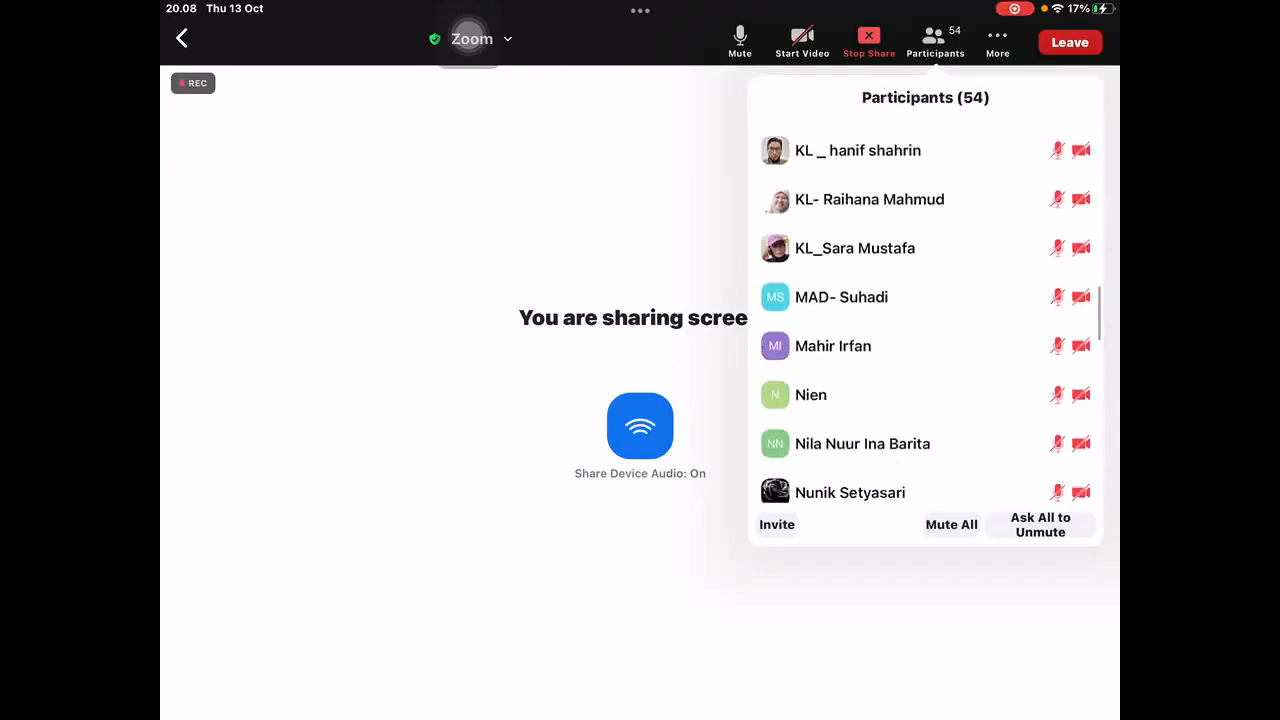 20.08 Thu 13 Oct
17%
Zoom
Mute
Start Video
Stop Share
Participants
54
More
Leave
REC
Participants (54)
KL _ hanif shahrin
KL- Raihana Mahmud
KL_Sara Mustafa
MS MAD- Suhadi
MI Mahir Irfan
N Nien
NN Nila Nuur Ina Barita
Nunik Setyasari
Invite
Mute All
Ask All to
Unmute
You are sharing scree
Share Device Audio: On